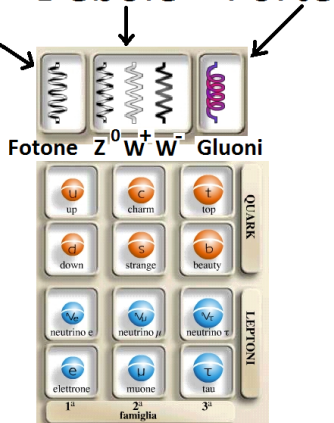 Fotone Z⁰ W⁺ W⁻ Gluoni
u c t
up charm top
QUARK
d s b
down strange beauty
νe νμ ντ
neutrino e neutrino μ neutrino τ
LEPTONI
e u τ
elettrone muone tau
1ª 2ª 3ª
famiglia